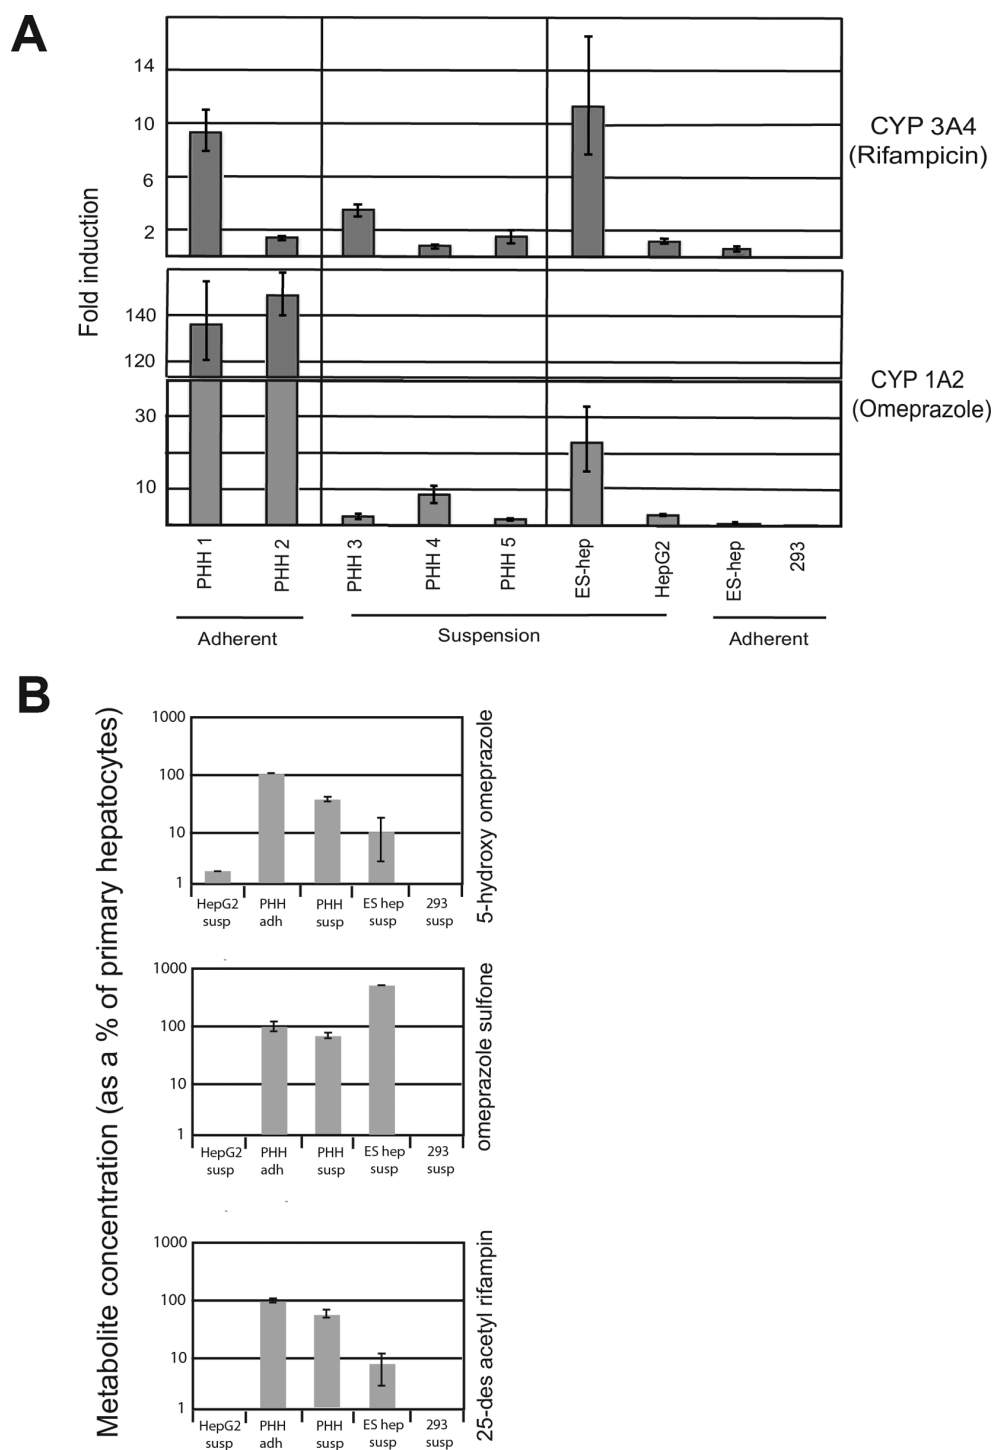 A
Fold induction
14
10
6
2
CYP 3A4
(Rifampicin)
140
120
30
10
CYP 1A2
(Omeprazole)
PHH 1
PHH 2
PHH 3
PHH 4
PHH 5
ES-hep
HepG2
ES-hep
293
Adherent
Suspension
Adherent
B
Metabolite concentration (as a % of primary hepatocytes)
1000
100
10
1
HepG2 PHH PHH ES hep 293
susp adh susp susp susp
5-hydroxy omeprazole
1000
100
10
1
HepG2 PHH PHH ES hep 293
susp adh susp susp susp
omeprazole sulfone
1000
100
10
1
HepG2 PHH PHH ES hep 293
susp adh susp susp susp
25-des acetyl rifampin